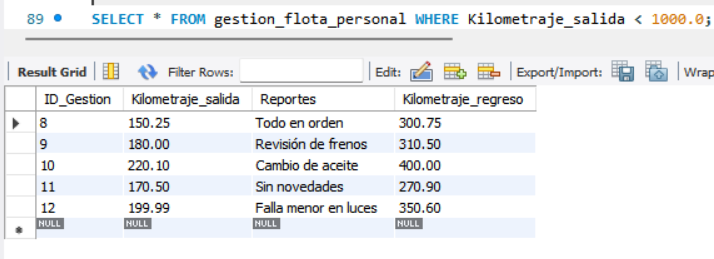 89 SELECT * FROM gestion_flota_personal WHERE Kilometraje_salida < 1000.0;
Result Grid Filter Rows: Edit: Export/Import: Wrap
ID_Gestion Kilometraje_salida Reportes Kilometraje_regreso
8 150.25 Todo en orden 300.75
9 180.00 Revisión de frenos 310.50
10 220.10 Cambio de aceite 400.00
11 170.50 Sin novedades 270.90
12 199.99 Falla menor en luces 350.60
NULL NULL NULL NULL